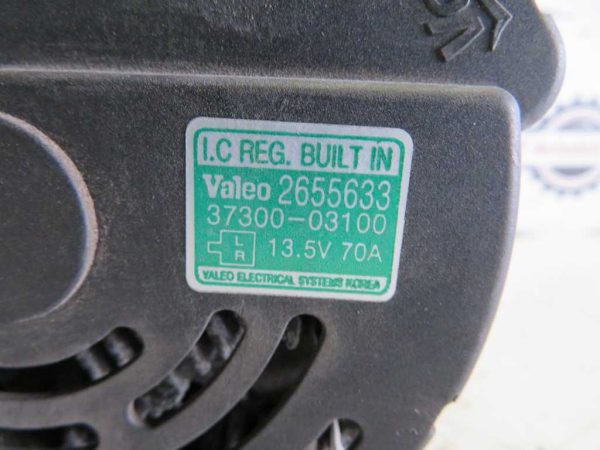 I.C REG. BUILT IN
Valeo 2655633
37300-03100
L
R
13.5V 70A
VALEO ELECTRICAL SYSTEMS KOREA